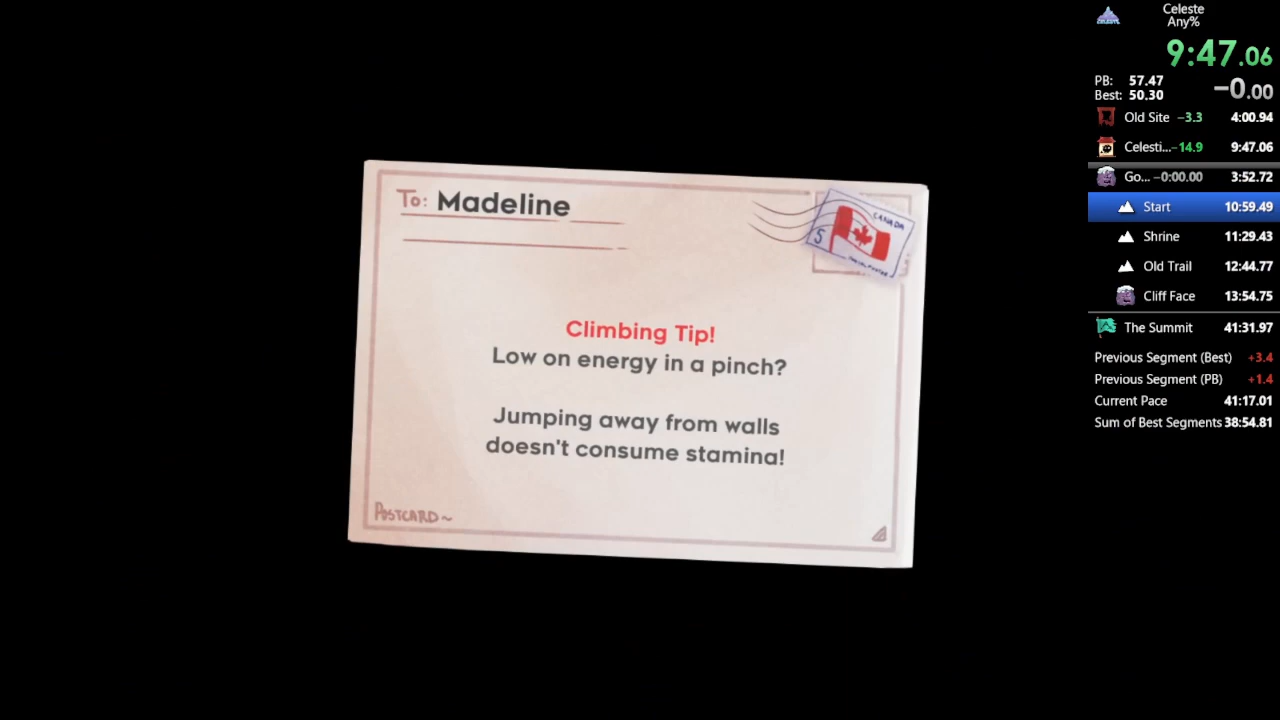 Celeste
Any%
9:47.06
PB: 57.47
Best: 50.30
−0.00
Old Site −3.3 4:00.94
Celesti... −14.9 9:47.06
Go... −0:00.00 3:52.72
Start 10:59.49
Shrine 11:29.43
Old Trail 12:44.77
Cliff Face 13:54.75
The Summit 41:31.97
Previous Segment (Best) +3.4
Previous Segment (PB) +1.4
Current Pace 41:17.01
Sum of Best Segments 38:54.81
To: Madeline
CANADA
5
Climbing Tip!
Low on energy in a pinch?
Jumping away from walls
doesn't consume stamina!
POSTCARD~